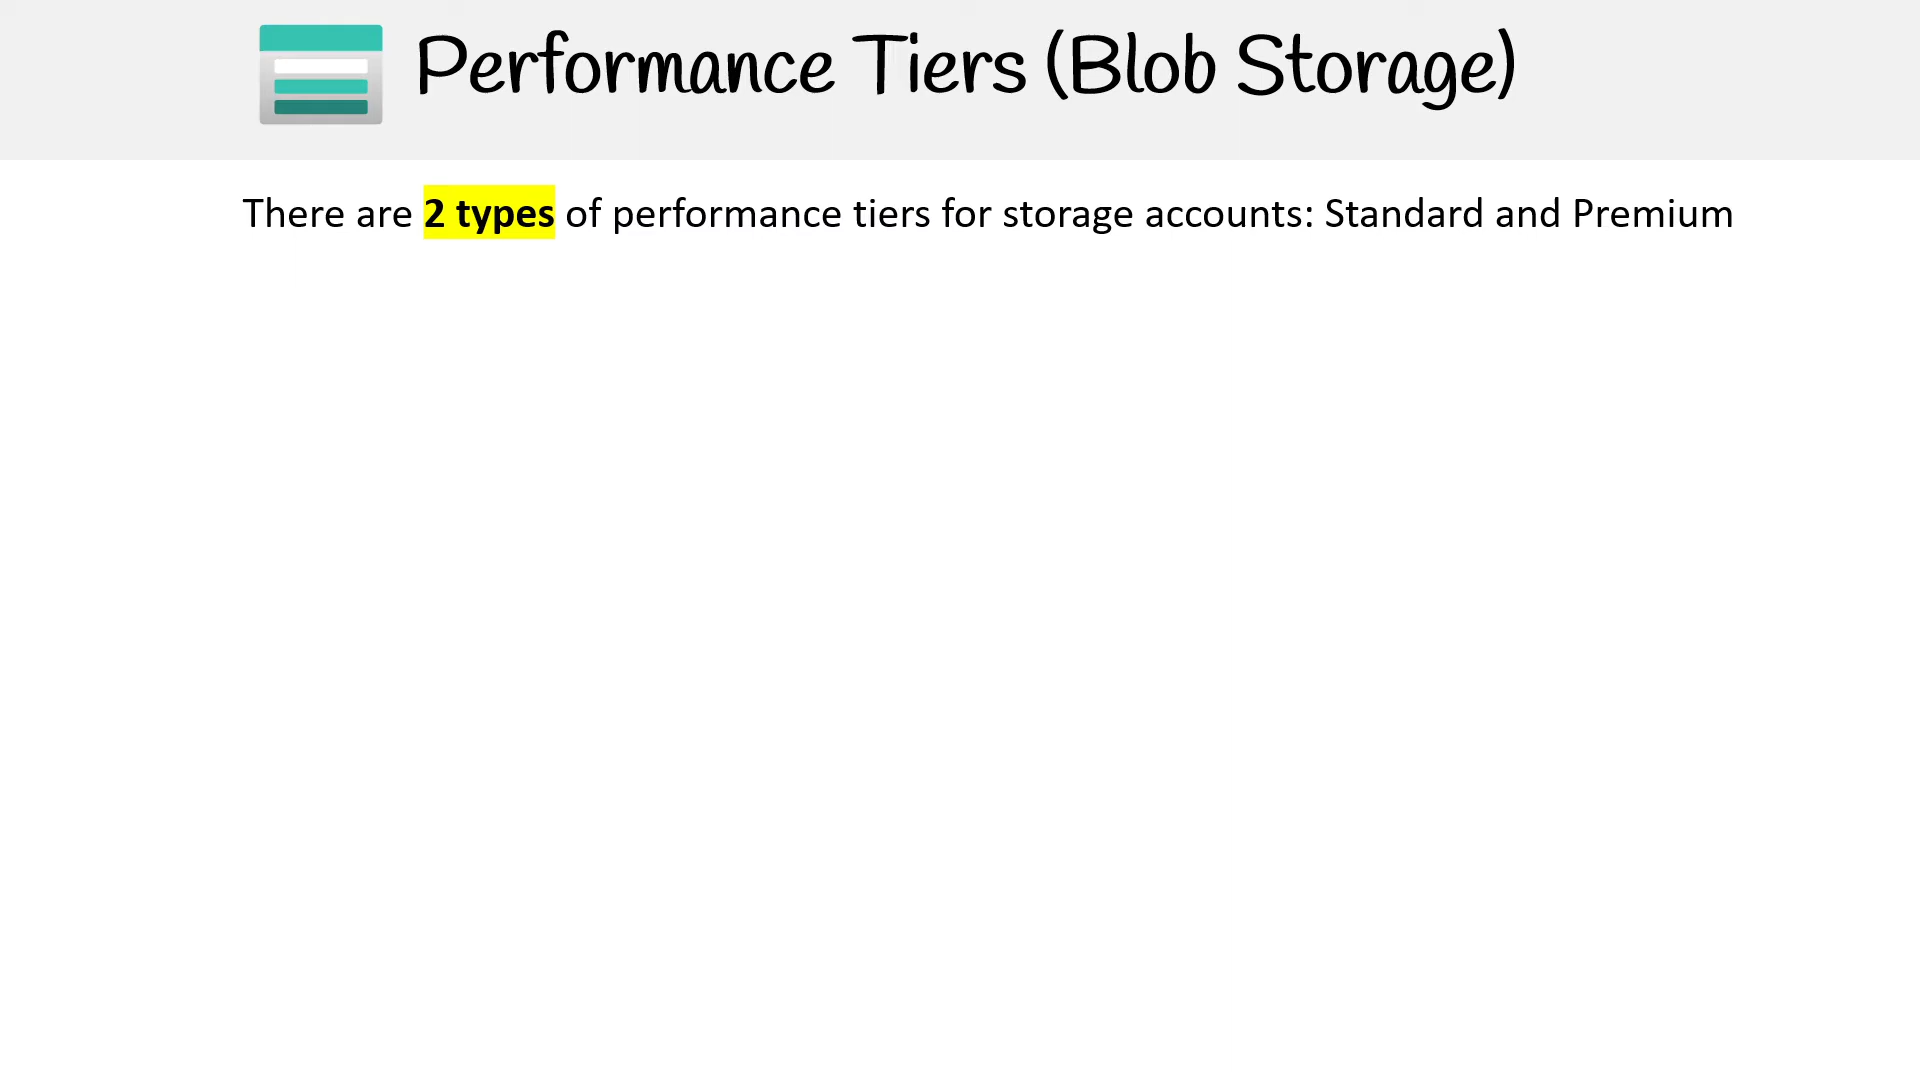 Performance Tiers (Blob Storage)
There are 2 types of performance tiers for storage accounts: Standard and Premium